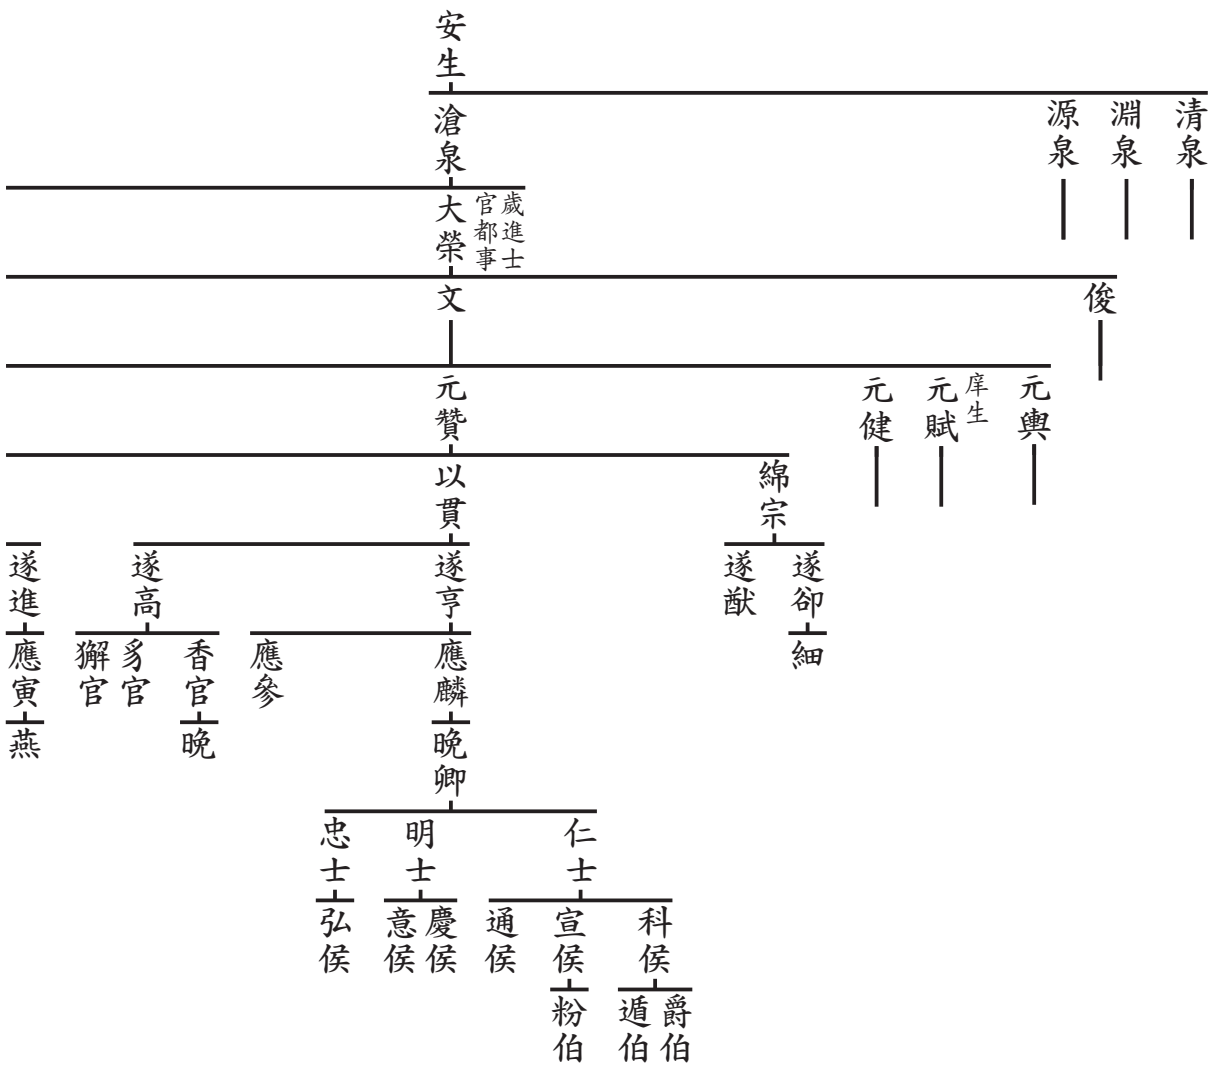 安生
清泉
淵泉
源泉
滄泉
歲進士
官都事
大榮
俊
文
元輿
庠生
元賦
元健
元贊
綿宗
以貫
遂卻
遂猷
遂亨
遂高
遂進
細
應麟
應參
香官
豸官
獬官
應寅
晚卿
晚
燕
仁士
明士
忠士
科侯
宣侯
通侯
慶侯
意侯
弘侯
爵伯
遁伯
粉伯